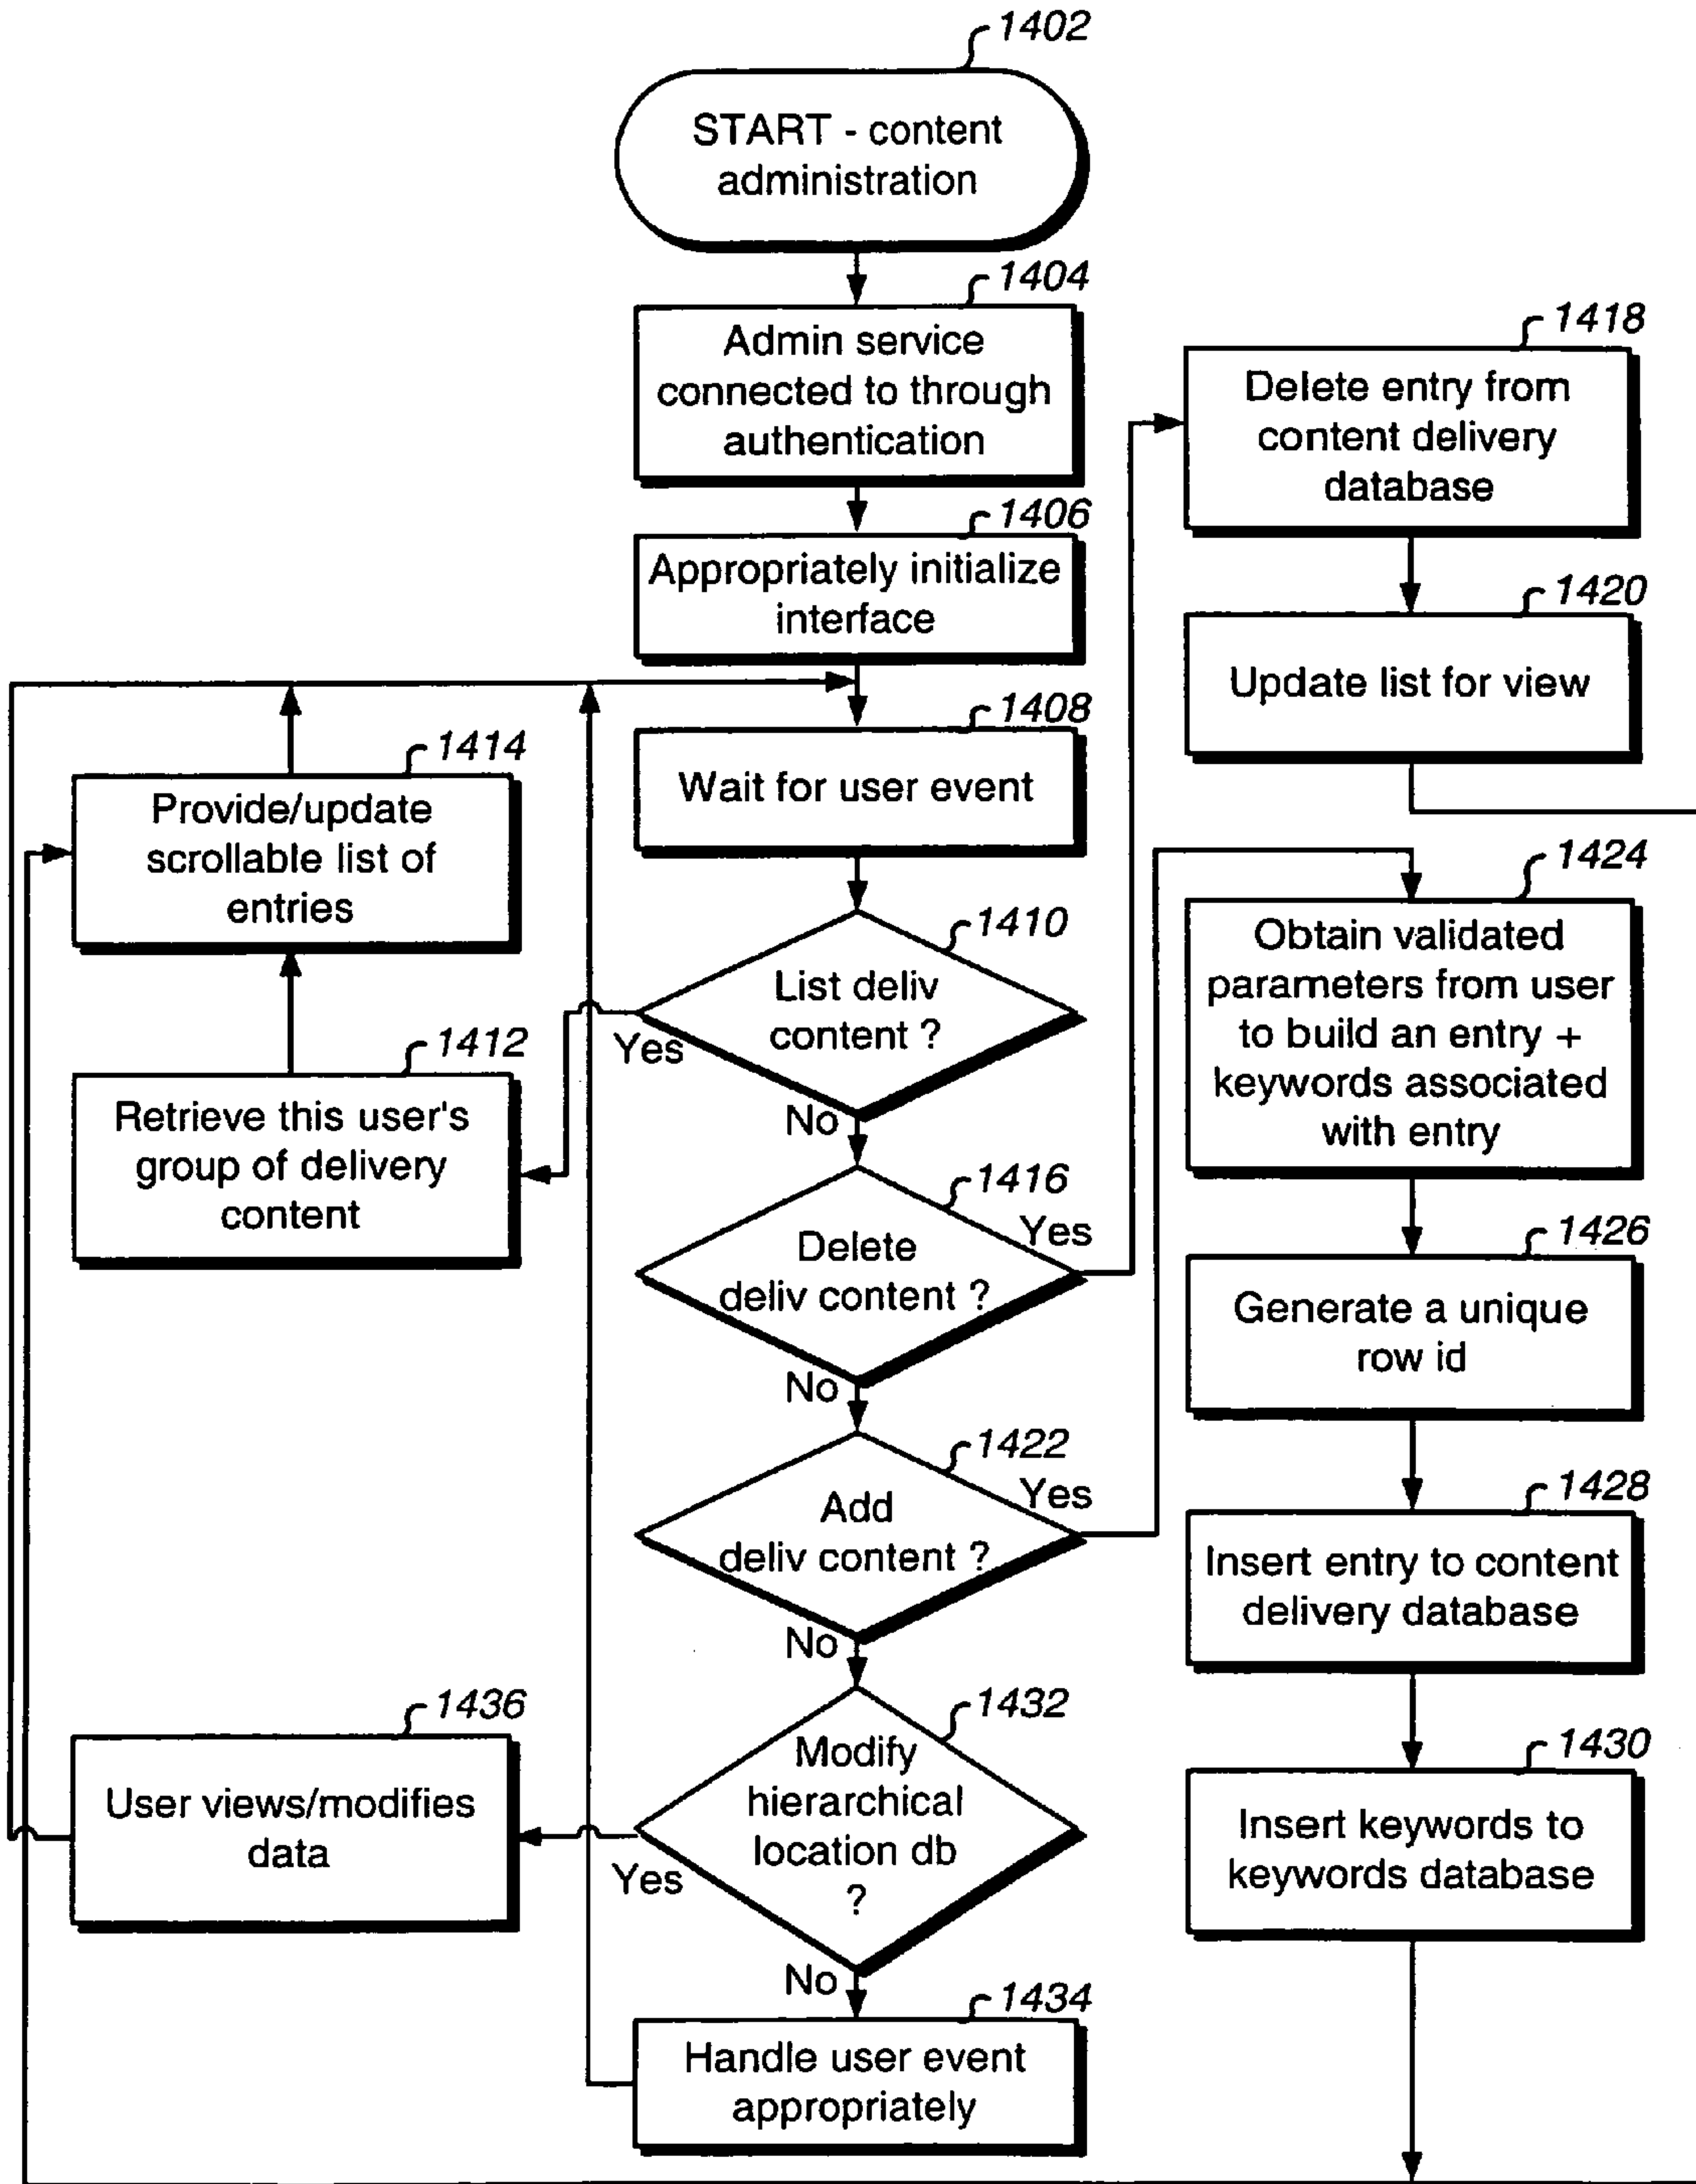 1402
START - content
administration
1404
Admin service
connected to through
authentication
1406
Appropriately initialize
interface
1408
Wait for user event
1410
List deliv
content ?
Yes
No
1412
Retrieve this user's
group of delivery
content
1414
Provide/update
scrollable list of
entries
1416
Delete
deliv content ?
Yes
No
1418
Delete entry from
content delivery
database
1420
Update list for view
1422
Add
deliv content ?
Yes
No
1424
Obtain validated
parameters from user
to build an entry +
keywords associated
with entry
1426
Generate a unique
row id
1428
Insert entry to content
delivery database
1430
Insert keywords to
keywords database
1432
Modify
hierarchical
location db
?
Yes
No
1436
User views/modifies
data
1434
Handle user event
appropriately